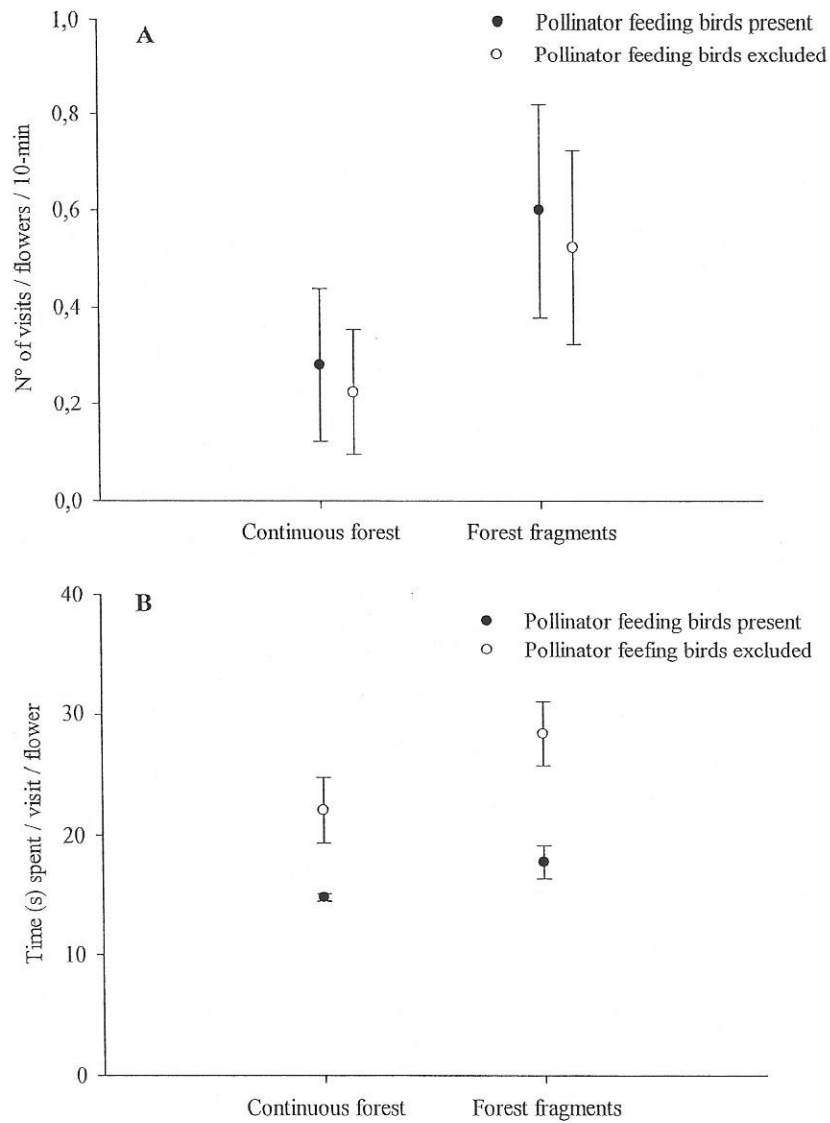 A
● Pollinator feeding birds present
○ Pollinator feeding birds excluded
N° of visits / flowers / 10-min
1,0
0,8
0,6
0,4
0,2
0,0
Continuous forest Forest fragments
B
● Pollinator feeding birds present
○ Pollinator feefing birds excluded
Time (s) spent / visit / flower
40
30
20
10
0
Continuous forest Forest fragments